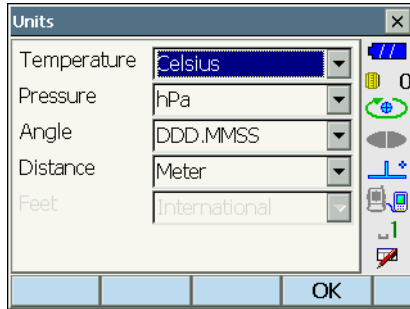 Units
Temperature Celsius
Pressure hPa
Angle DDD.MMSS
Distance Meter
Feet International
0
1
OK